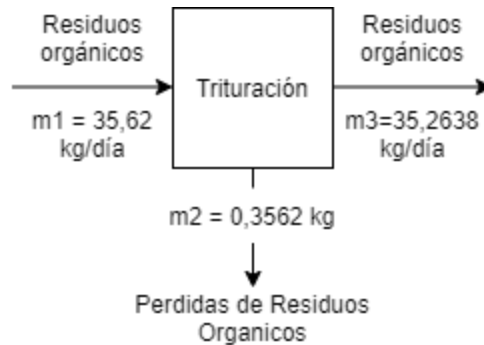 Residuos
orgánicos
m1 = 35,62
kg/día
Trituración
Residuos
orgánicos
m3=35,2638
kg/día
m2 = 0,3562 kg
Perdidas de Residuos
Organicos